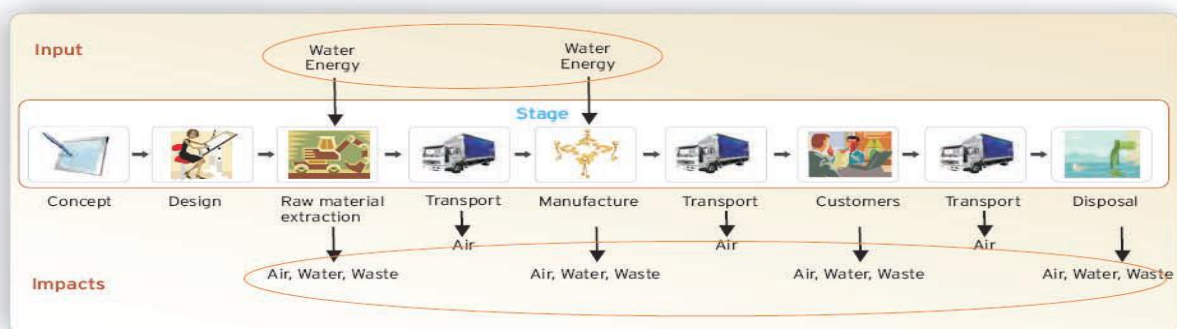 Input
Water
Energy
Water
Energy
Stage
Concept
Design
Raw material
extraction
Transport
Manufacture
Transport
Customers
Transport
Disposal
Air
Air
Air
Air, Water, Waste
Air, Water, Waste
Air, Water, Waste
Air, Water, Waste
Impacts